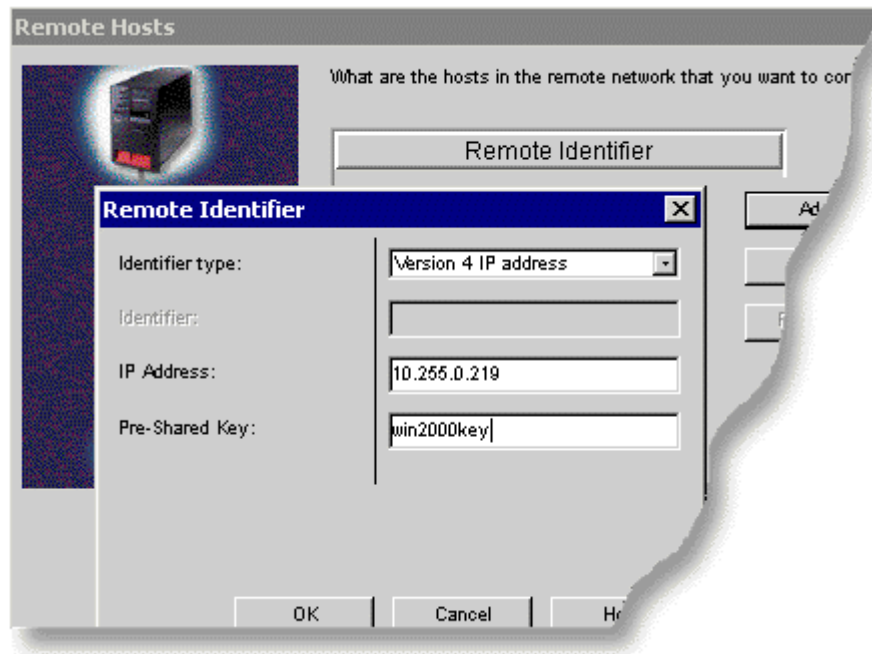 Remote Hosts
What are the hosts in the remote network that you want to
Remote Identifier
Remote Identifier
Identifier type:
Version 4 IP address
Identifier:
IP Address:
10.255.0.219
Pre-Shared Key:
win2000key
OK
Cancel